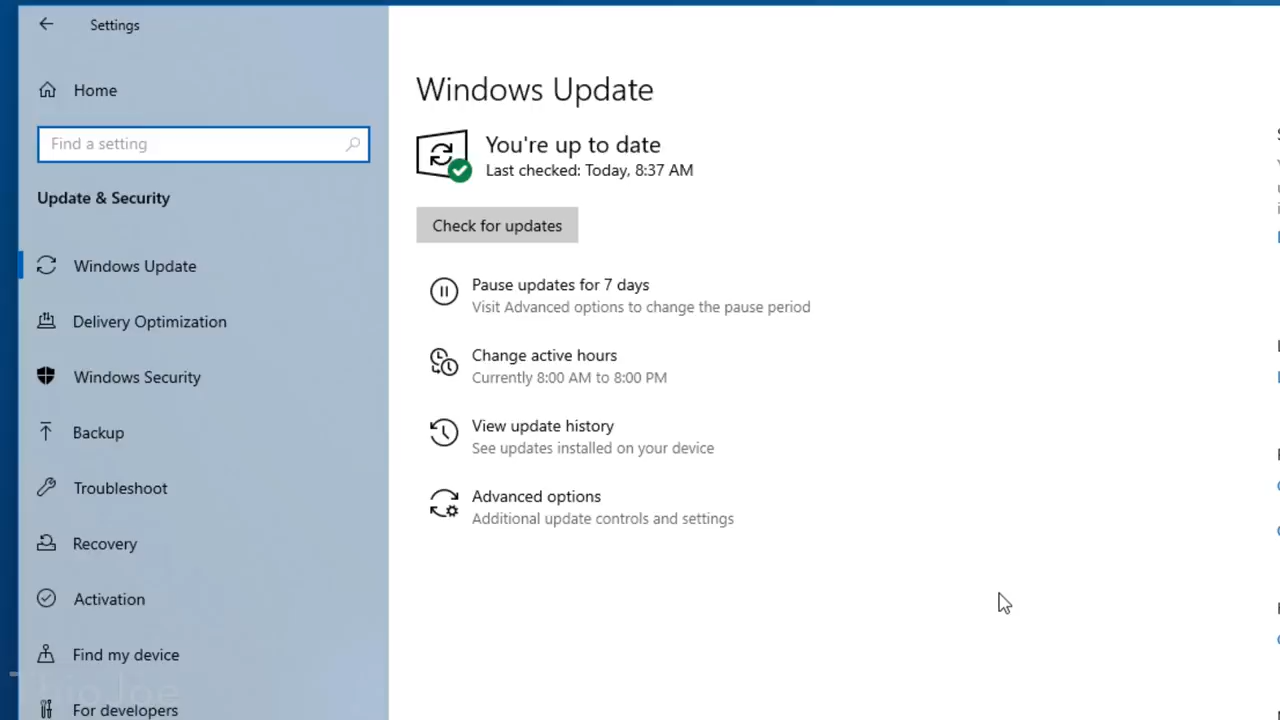 Settings
Home
Find a setting
Update & Security
Windows Update
Delivery Optimization
Windows Security
Backup
Troubleshoot
Recovery
Activation
Find my device
For developers
ThioJoe
Windows Update
You're up to date
Last checked: Today, 8:37 AM
Check for updates
Pause updates for 7 days
Visit Advanced options to change the pause period
Change active hours
Currently 8:00 AM to 8:00 PM
View update history
See updates installed on your device
Advanced options
Additional update controls and settings